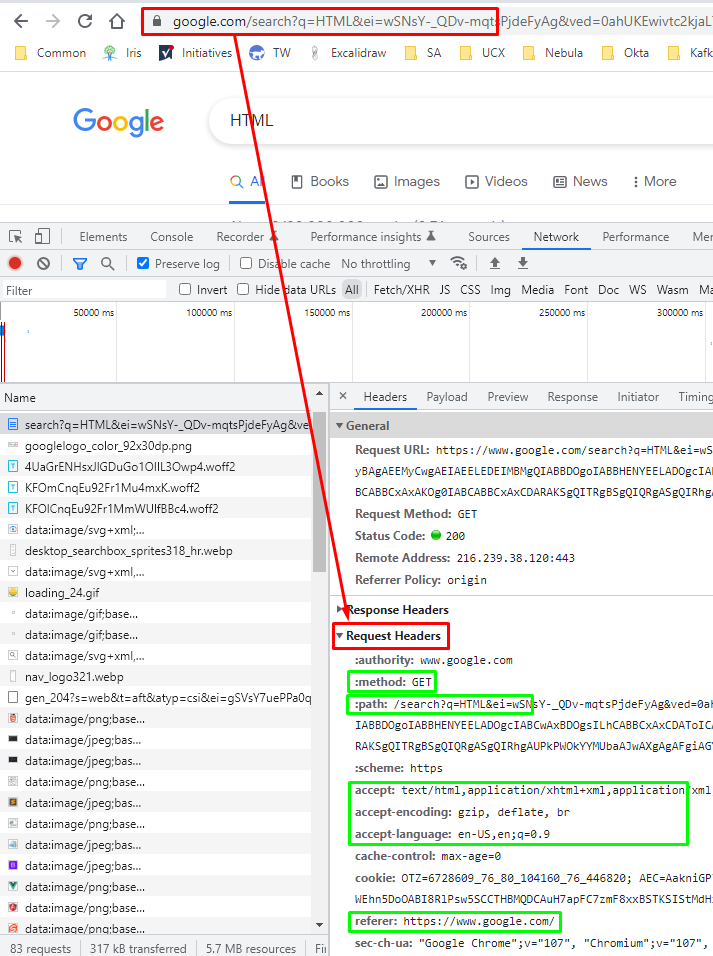 google.com/search?q=HTML&ei=wSNsY-_QDv-mqtsPjdeFyAg&ved=0ahUKEwivtc2kjaL
Common Iris Initiatives TW Excalidraw SA UCX Nebula Okta Kafk
Google
HTML
All Books Images Videos News More
Elements Console Recorder Performance insights Sources Network Performance Mem
Preserve log Disable cache No throttling
Filter Invert Hide data URLs All Fetch/XHR JS CSS Img Media Font Doc WS Wasm Ma
50000 ms 100000 ms 150000 ms 200000 ms 250000 ms 300000 ms
Name
search?q=HTML&ei=wSNsY-_QDv-mqtsPjdeFyAg&ve
googlelogo_color_92x30dp.png
4UaGrENHsxJlGDuGo1OIlL3Owp4.woff2
KFOmCnqEu92Fr1Mu4mxK.woff2
KFOlCnqEu92Fr1MmWUlfBBc4.woff2
data:image/svg+xml;...
desktop_searchbox_sprites318_hr.webp
data:image/svg+xml,...
loading_24.gif
data:image/gif;base...
data:image/gif;base...
data:image/svg+xml,...
nav_logo321.webp
gen_204?s=web&t=aft&atyp=csi&ei=gSVsY7uePPa0q
data:image/png;base...
data:image/jpeg;base...
data:image/jpeg;base...
data:image/png;base...
data:image/jpeg;base...
data:image/png;base...
data:image/jpeg;base...
data:image/jpeg;base...
data:image/png;base...
data:image/png;base...
data:image/png;base...
83 requests 317 kB transferred 5.7 MB resources Fi
Headers Payload Preview Response Initiator Timing
General
Request URL: https://www.google.com/search?q=HTML&ei=wS
Request Method: GET
Status Code: 200
Remote Address: 216.239.38.120:443
Referrer Policy: origin
Response Headers
Request Headers
:authority: www.google.com
:method: GET
:path: /search?q=HTML&ei=wSNsY-_QDv-mqtsPjdeFyAg&ved=0ah
:scheme: https
accept: text/html,application/xhtml+xml,application/xml
accept-encoding: gzip, deflate, br
accept-language: en-US,en;q=0.9
cache-control: max-age=0
cookie: OTZ=6728609_76_80_104160_76_446820; AEC=AakniGP
WEhn5DoOABI8RlPsw5SCCTHBMQDCAuH7apFC7zmF8xxBSTKSIStMdH
referer: https://www.google.com/
sec-ch-ua: "Google Chrome";v="107", "Chromium";v="107",